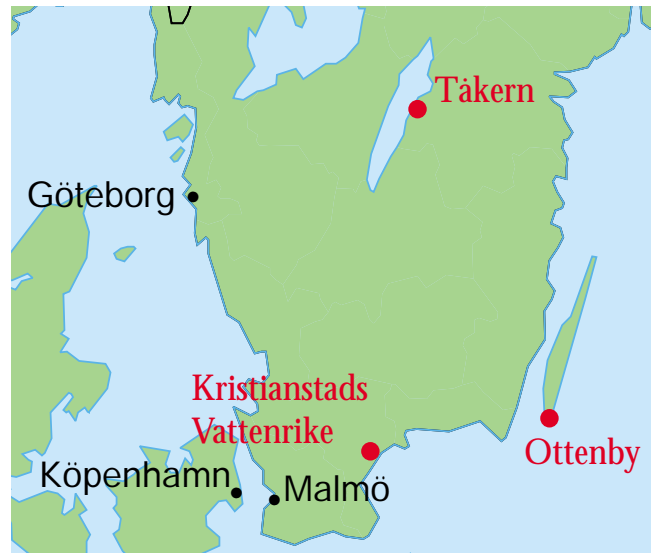 Tåkern
Göteborg
Kristianstads
Vattenrike
Ottenby
Köpenhamn
Malmö